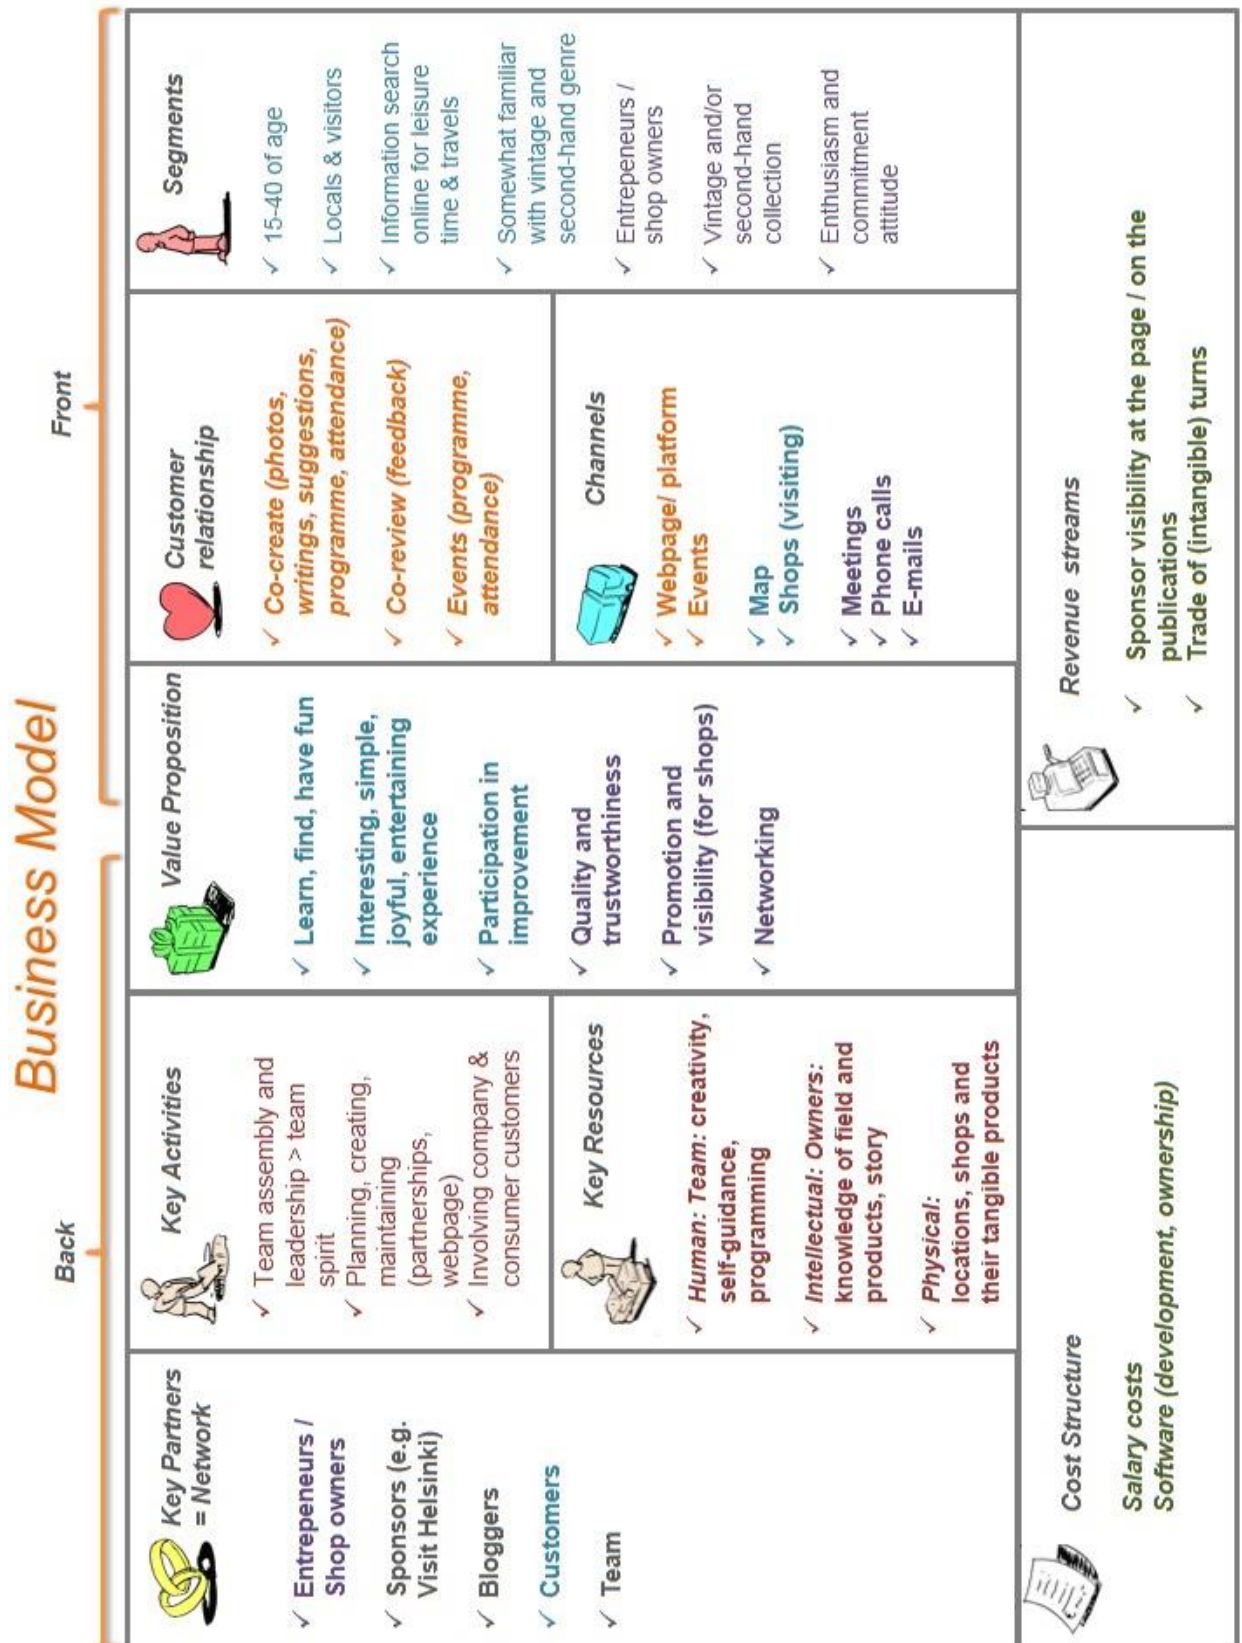 Business Model
Back
Front
Key Partners
= Network
✓ Entrepeneurs /
Shop owners
✓ Sponsors (e.g.
Visit Helsinki)
✓ Bloggers
✓ Customers
✓ Team
Key Activities
✓ Team assembly and
leadership > team
spirit
✓ Planning, creating,
maintaining
(partnerships,
webpage)
✓ Involving company &
consumer customers
Key Resources
✓ Human: Team: creativity,
self-guidance,
programming
✓ Intellectual: Owners:
knowledge of field and
products, story
✓ Physical:
locations, shops and
their tangible products
Value Proposition
✓ Learn, find, have fun
✓ Interesting, simple,
joyful, entertaining
experience
✓ Participation in
improvement
✓ Quality and
trustworthiness
✓ Promotion and
visibility (for shops)
✓ Networking
Customer
relationship
✓ Co-create (photos,
writings, suggestions,
programme, attendance)
✓ Co-review (feedback)
✓ Events (programme,
attendance)
Channels
✓ Webpage/ platform
✓ Events
✓ Map
✓ Shops (visiting)
✓ Meetings
✓ Phone calls
✓ E-mails
Segments
✓ 15-40 of age
✓ Locals & visitors
✓ Information search
online for leisure
time & travels
✓ Somewhat familiar
with vintage and
second-hand genre
✓ Entrepeneurs /
shop owners
✓ Vintage and/or
second-hand
collection
✓ Enthusiasm and
commitment
attitude
Cost Structure
Salary costs
Software (development, ownership)
Revenue streams
✓ Sponsor visibility at the page / on the
publications
✓ Trade of (intangible) turns